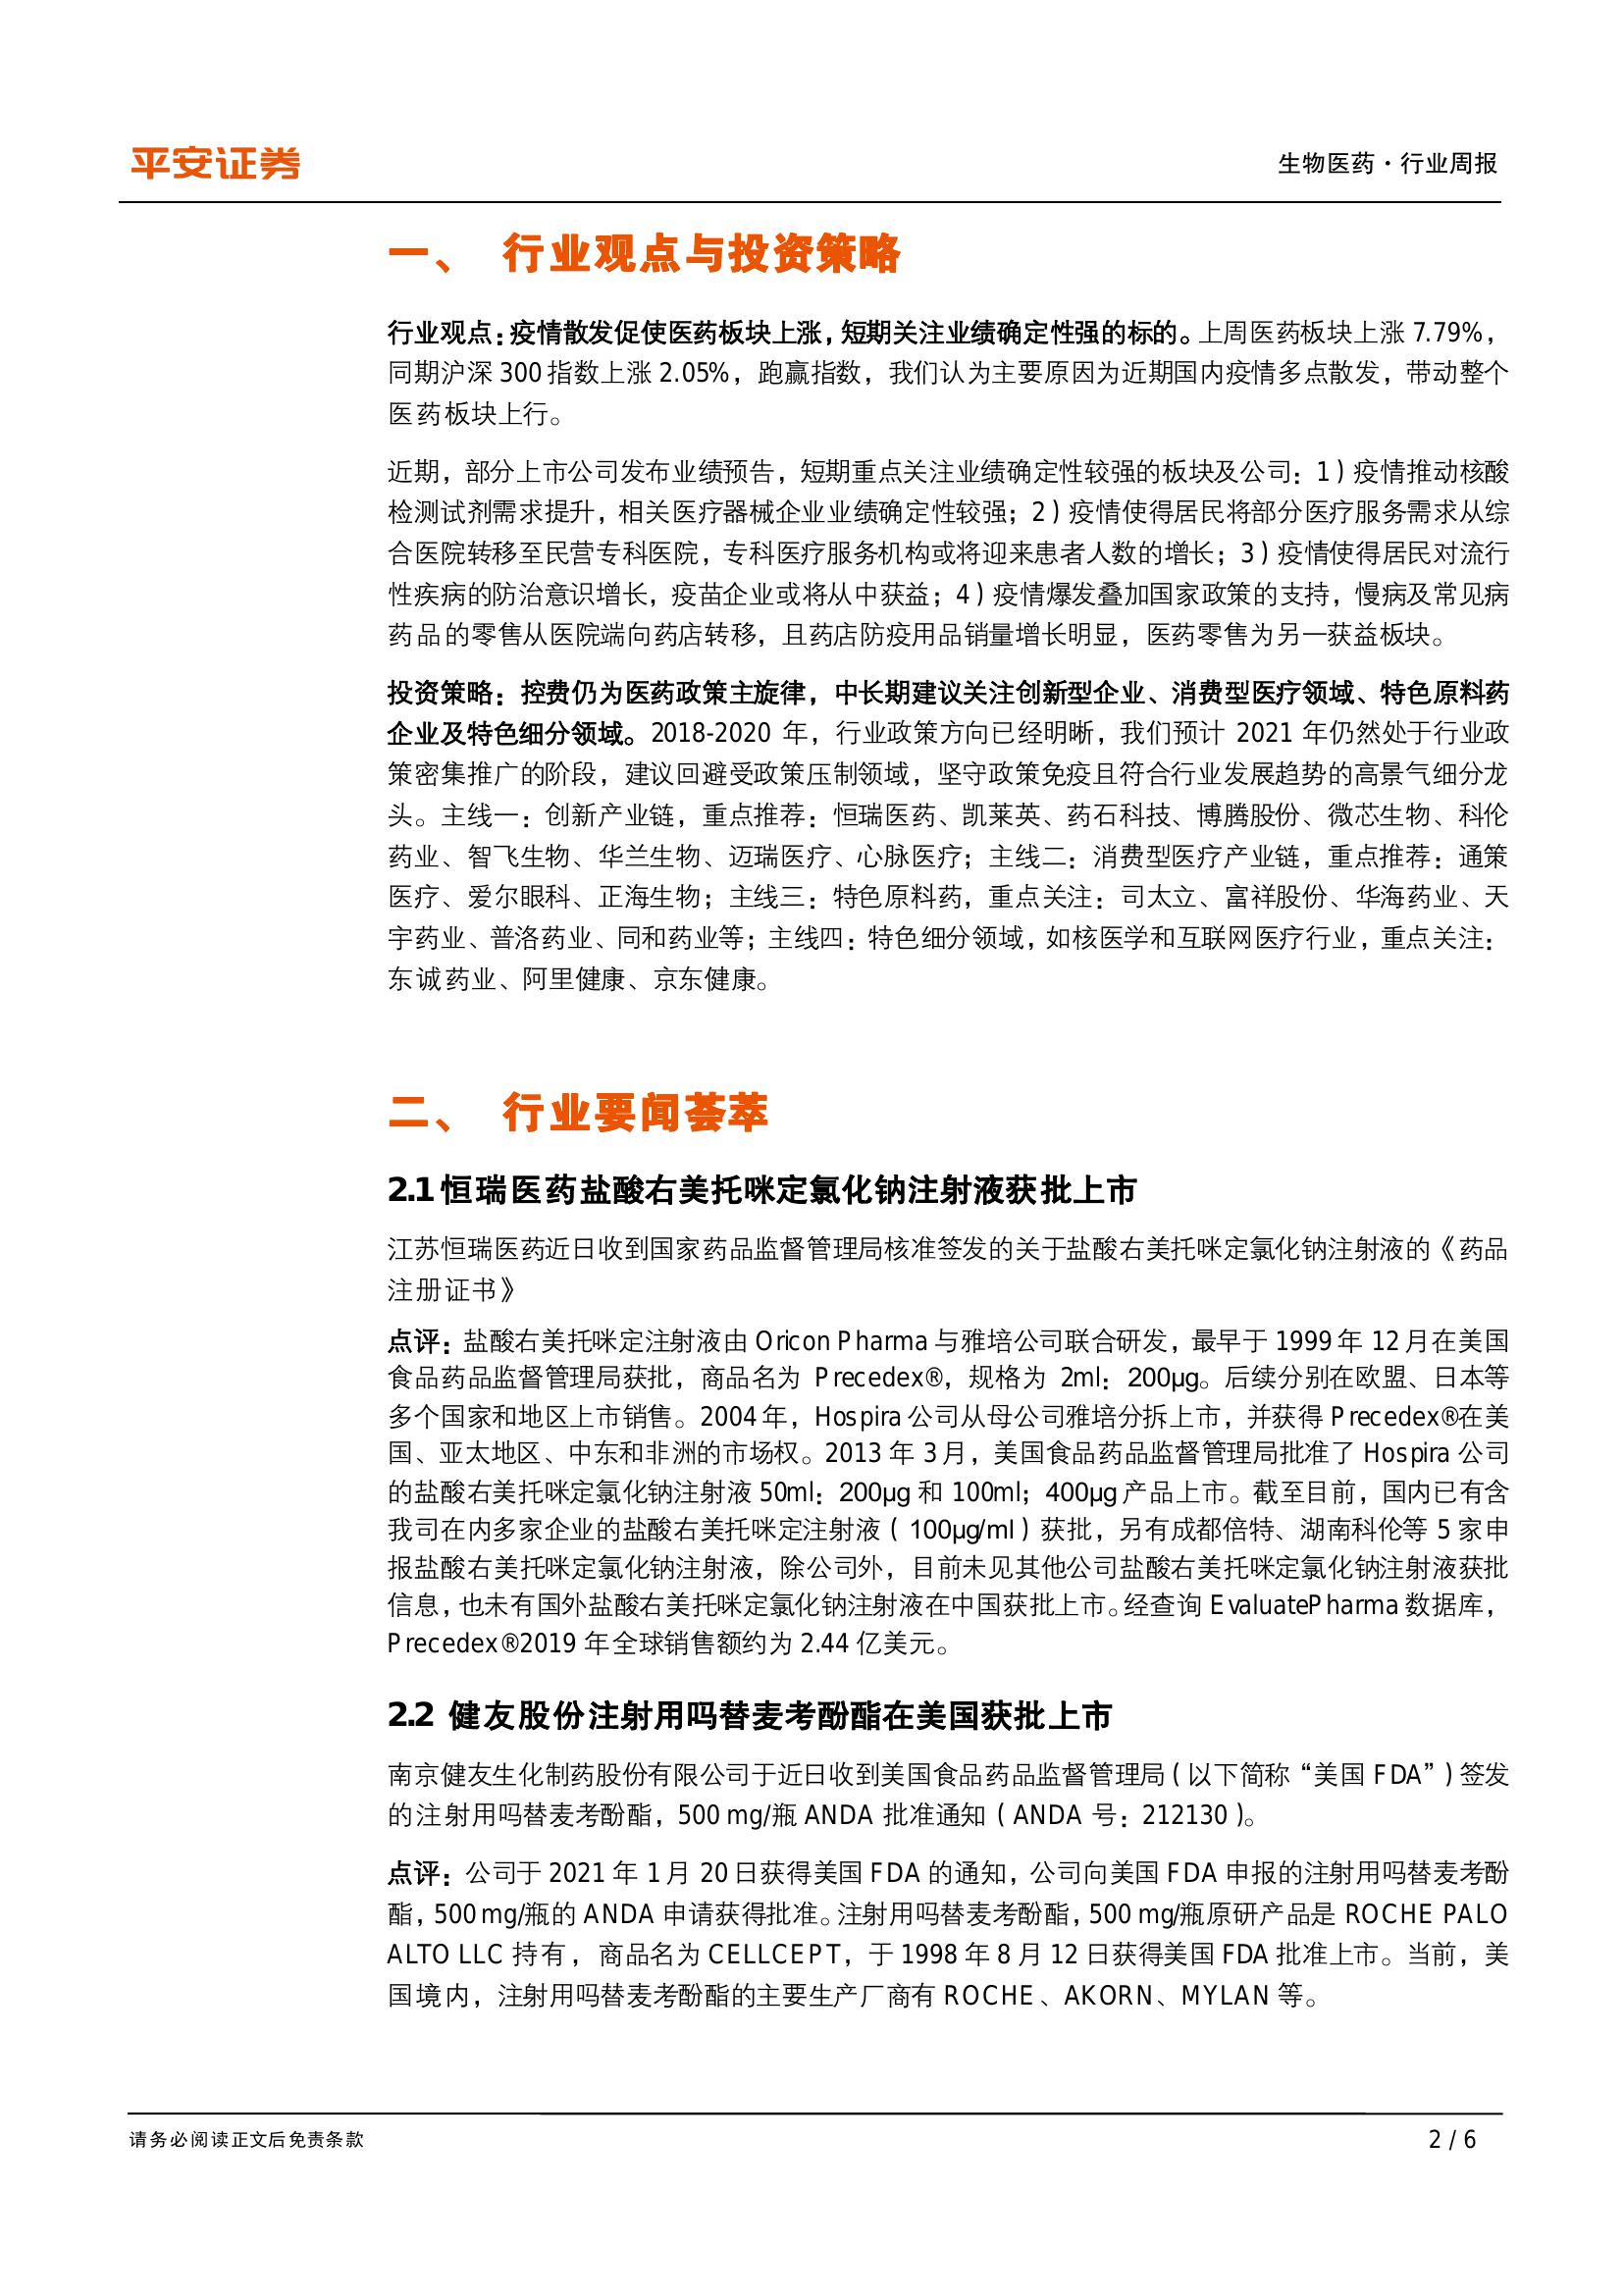 平安证券
生物医药·行业周报
一、 行业观点与投资策略
行业观点：疫情散发促使医药板块上涨，短期关注业绩确定性强的标的。上周医药板块上涨 7.79%，
同期沪深 300 指数上涨 2.05%，跑赢指数，我们认为主要原因为近期国内疫情多点散发，带动整个
医药板块上行。
近期，部分上市公司发布业绩预告，短期重点关注业绩确定性较强的板块及公司：1）疫情推动核酸
检测试剂需求提升，相关医疗器械企业业绩确定性较强；2）疫情使得居民将部分医疗服务需求从综
合医院转移至民营专科医院，专科医疗服务机构或将迎来患者人数的增长；3）疫情使得居民对流行
性疾病的防治意识增长，疫苗企业或将从中获益；4）疫情爆发叠加国家政策的支持，慢病及常见病
药品的零售从医院端向药店转移，且药店防疫用品销量增长明显，医药零售为另一获益板块。
投资策略：控费仍为医药政策主旋律，中长期建议关注创新型企业、消费型医疗领域、特色原料药
企业及特色细分领域。2018-2020 年，行业政策方向已经明晰，我们预计 2021 年仍然处于行业政
策密集推广的阶段，建议回避受政策压制领域，坚守政策免疫且符合行业发展趋势的高景气细分龙
头。主线一：创新产业链，重点推荐：恒瑞医药、凯莱英、药石科技、博腾股份、微芯生物、科伦
药业、智飞生物、华兰生物、迈瑞医疗、心脉医疗；主线二：消费型医疗产业链，重点推荐：通策
医疗、爱尔眼科、正海生物；主线三：特色原料药，重点关注：司太立、富祥股份、华海药业、天
宇药业、普洛药业、同和药业等；主线四：特色细分领域，如核医学和互联网医疗行业，重点关注：
东诚药业、阿里健康、京东健康。
二、 行业要闻荟萃
2.1 恒瑞医药盐酸右美托咪定氯化钠注射液获批上市
江苏恒瑞医药近日收到国家药品监督管理局核准签发的关于盐酸右美托咪定氯化钠注射液的《药品
注册证书》
点评：盐酸右美托咪定注射液由 Oricon Pharma 与雅培公司联合研发，最早于 1999 年 12 月在美国
食品药品监督管理局获批，商品名为 Precedex®，规格为 2ml：200μg。后续分别在欧盟、日本等
多个国家和地区上市销售。2004 年，Hospira 公司从母公司雅培分拆上市，并获得 Precedex®在美
国、亚太地区、中东和非洲的市场权。2013 年 3 月，美国食品药品监督管理局批准了 Hospira 公司
的盐酸右美托咪定氯化钠注射液 50ml：200μg 和 100ml；400μg 产品上市。截至目前，国内已有含
我司在内多家企业的盐酸右美托咪定注射液（100μg/ml）获批，另有成都倍特、湖南科伦等 5 家申
报盐酸右美托咪定氯化钠注射液，除公司外，目前未见其他公司盐酸右美托咪定氯化钠注射液获批
信息，也未有国外盐酸右美托咪定氯化钠注射液在中国获批上市。经查询 EvaluatePharma 数据库，
Precedex®2019 年全球销售额约为 2.44 亿美元。
2.2 健友股份注射用吗替麦考酚酯在美国获批上市
南京健友生化制药股份有限公司于近日收到美国食品药品监督管理局（以下简称“美国 FDA”）签发
的注射用吗替麦考酚酯，500 mg/瓶 ANDA 批准通知（ANDA 号：212130）。
点评：公司于 2021 年 1 月 20 日获得美国 FDA 的通知，公司向美国 FDA 申报的注射用吗替麦考酚
酯，500 mg/瓶的 ANDA 申请获得批准。注射用吗替麦考酚酯，500 mg/瓶原研产品是 ROCHE PALO
ALTO LLC 持有，商品名为 CELLCEPT，于 1998 年 8 月 12 日获得美国 FDA 批准上市。当前，美
国境内，注射用吗替麦考酚酯的主要生产厂商有 ROCHE、AKORN、MYLAN 等。
请务必阅读正文后免责条款
2 / 6